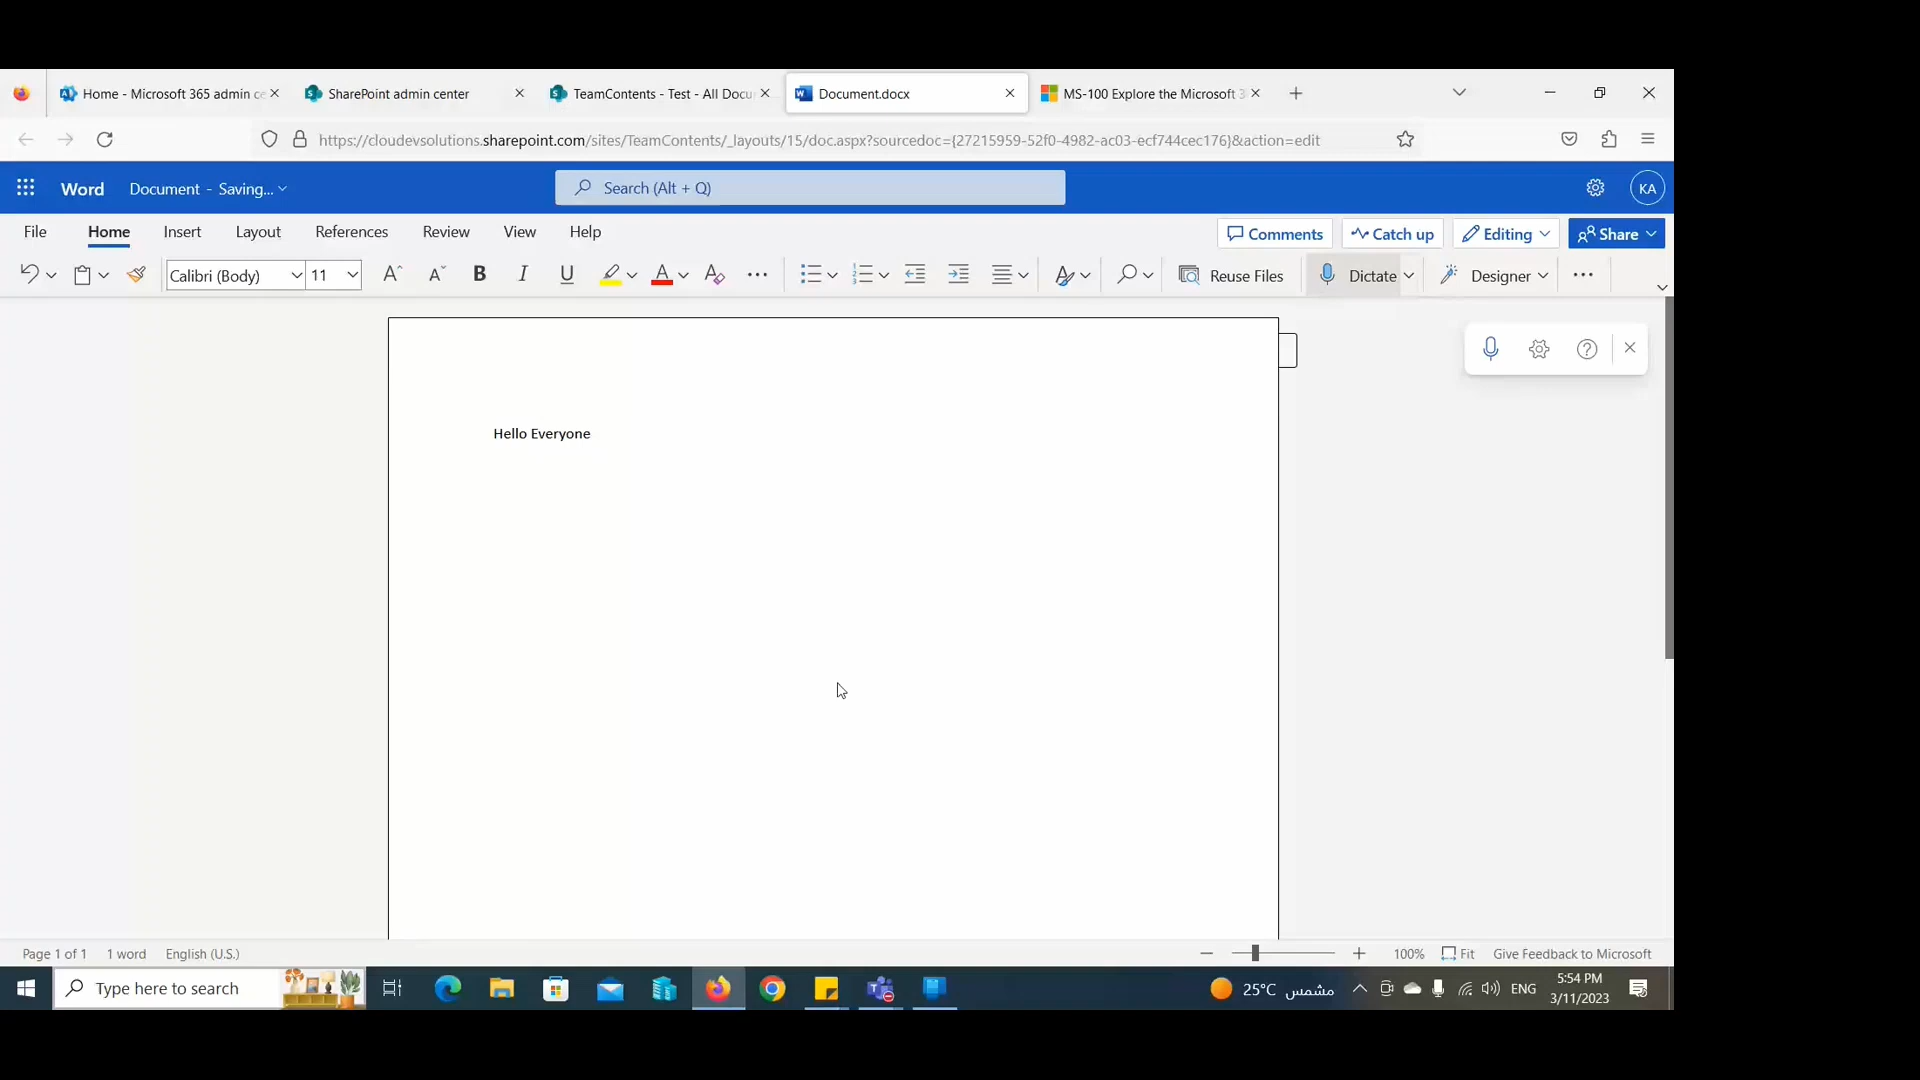 Home - Microsoft 365 admin ce
SharePoint admin center
TeamContents - Test - All Docu
Document.docx
MS-100 Explore the Microsoft 3
https://cloudevsolutions.sharepoint.com/sites/TeamContents/_layouts/15/doc.aspx?sourcedoc={27215959-52f0-4982-ac03-ecf744cec176}&action=edit
Word Document - Saving...
Search (Alt + Q)
KA
File Home Insert Layout References Review View Help
Comments Catch up Editing Share
Calibri (Body) 11
Reuse Files Dictate Designer
Hello Everyone
Page 1 of 1 1 word English (U.S.)
100% Fit Give Feedback to Microsoft
Type here to search
25°C مشمس
ENG
5:54 PM
3/11/2023